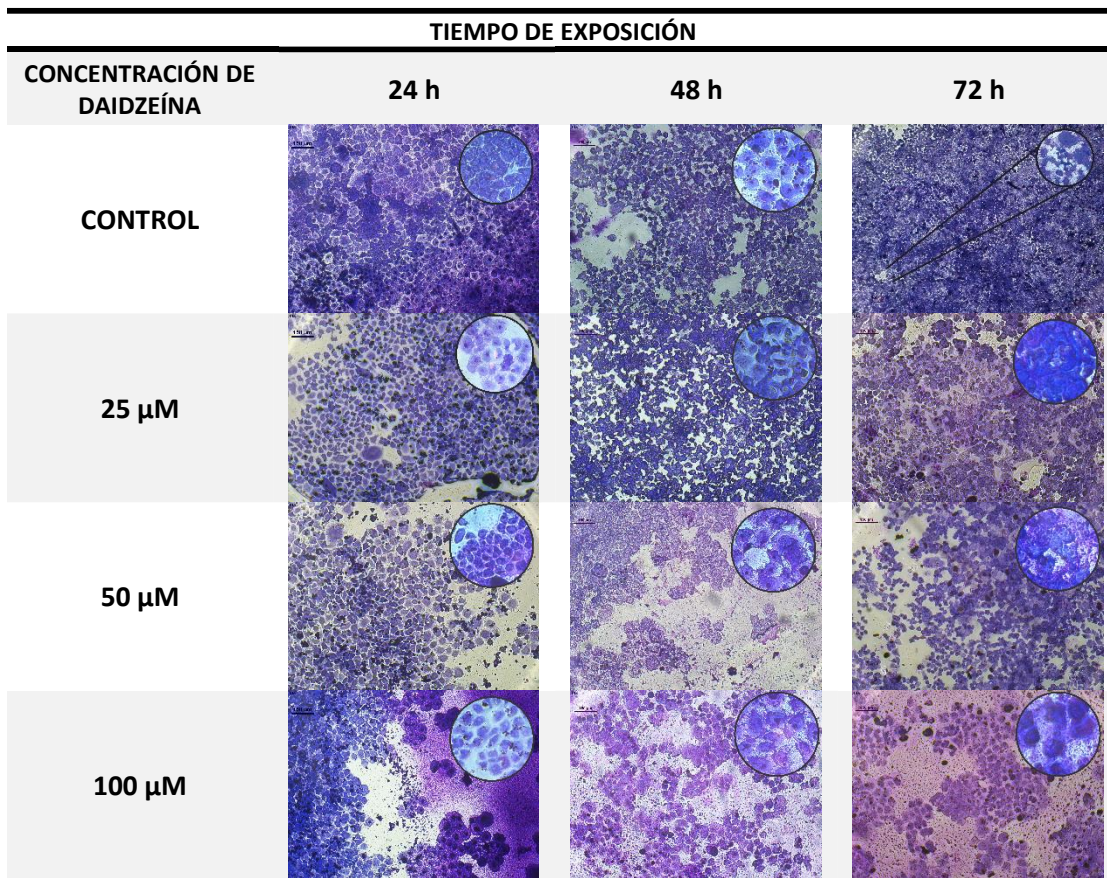 TIEMPO DE EXPOSICIÓN
CONCENTRACIÓN DE
DAIDZEÍNA
24 h
48 h
72 h
CONTROL
25 µM
50 µM
100 µM